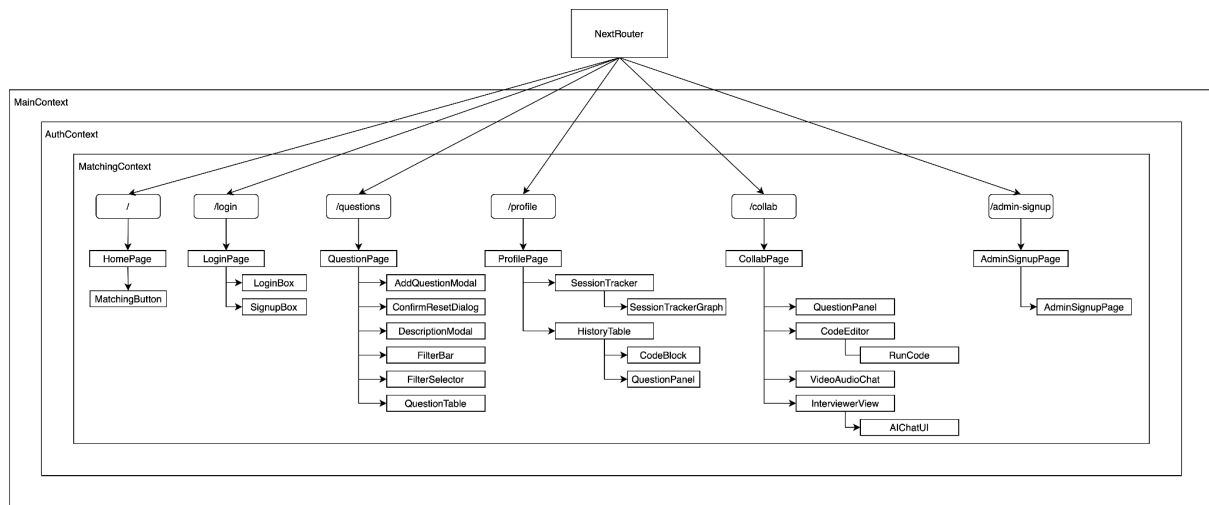 NextRouter
MainContext
AuthContext
MatchingContext
/
/login
/questions
/profile
/collab
/admin-signup
HomePage
LoginPage
QuestionPage
ProfilePage
CollabPage
AdminSignupPage
MatchingButton
LoginBox
SignupBox
AddQuestionModal
ConfirmResetDialog
DescriptionModal
FilterBar
FilterSelector
QuestionTable
SessionTracker
SessionTrackerGraph
HistoryTable
CodeBlock
QuestionPanel
QuestionPanel
CodeEditor
RunCode
VideoAudioChat
InterviewerView
AIChatUI
AdminSignupPage